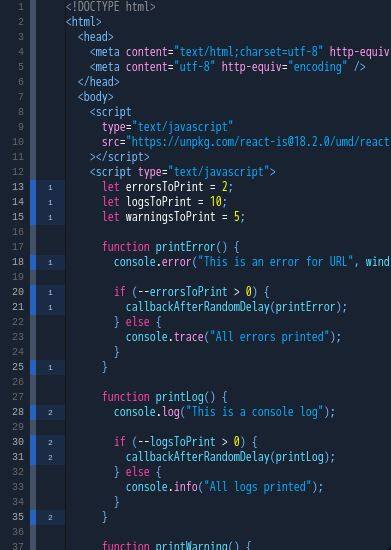 1 <!DOCTYPE html>
2 <html>
3 <head>
4 <meta content="text/html;charset=utf-8" http-equiv
5 <meta content="utf-8" http-equiv="encoding" />
6 </head>
7 <body>
8 <script
9 type="text/javascript"
10 src="https://unpkg.com/react-is@18.2.0/umd/react
11 ></script>
12 <script type="text/javascript">
13 1 let errorsToPrint = 2;
14 1 let logsToPrint = 10;
15 1 let warningsToPrint = 5;
16
17 function printError() {
18 1 console.error("This is an error for URL", wind
19
20 1 if (--errorsToPrint > 0) {
21 1 callbackAfterRandomDelay(printError);
22 } else {
23 console.trace("All errors printed");
24 }
25 1 }
26
27 function printLog() {
28 2 console.log("This is a console log");
29
30 2 if (--logsToPrint > 0) {
31 2 callbackAfterRandomDelay(printLog);
32 } else {
33 console.info("All logs printed");
34 }
35 2 }
36
37 function printWarning() {